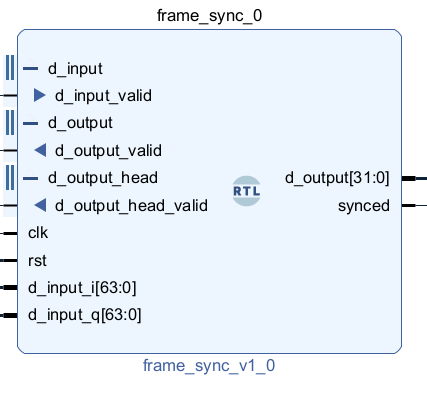 frame_sync_0
d_input
d_input_valid
d_output
d_output_valid
d_output_head
d_output_head_valid
clk
rst
d_input_i[63:0]
d_input_q[63:0]
RTL
d_output[31:0]
synced
frame_sync_v1_0